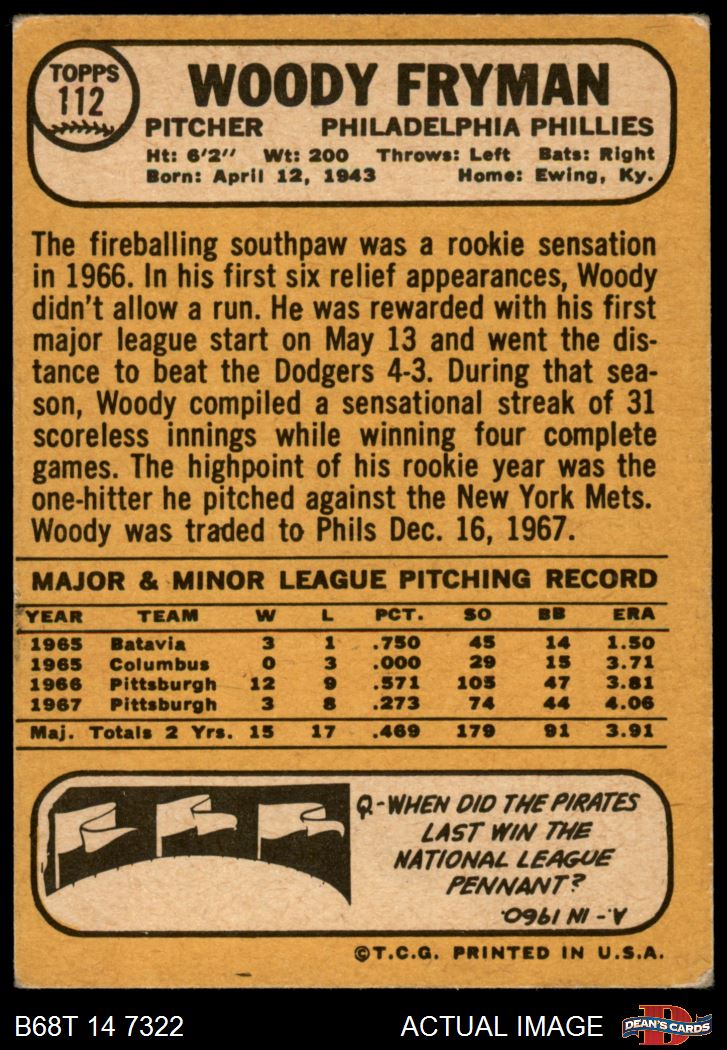 TOPPS
112
WOODY FRYMAN
PITCHER PHILADELPHIA PHILLIES
Ht: 6'2" Wt: 200 Throws: Left Bats: Right
Born: April 12, 1943 Home: Ewing, Ky.
The fireballing southpaw was a rookie sensation
in 1966. In his first six relief appearances, Woody
didn't allow a run. He was rewarded with his first
major league start on May 13 and went the dis-
tance to beat the Dodgers 4-3. During that sea-
son, Woody compiled a sensational streak of 31
scoreless innings while winning four complete
games. The highpoint of his rookie year was the
one-hitter he pitched against the New York Mets.
Woody was traded to Phils Dec. 16, 1967.
MAJOR & MINOR LEAGUE PITCHING RECORD
YEAR TEAM W L PCT. SO BB ERA
1965 Batavia 3 1 .750 45 14 1.50
1965 Columbus 0 3 .000 29 15 3.71
1966 Pittsburgh 12 9 .571 105 47 3.81
1967 Pittsburgh 3 8 .273 74 44 4.06
Maj. Totals 2 Yrs. 15 17 .469 179 91 3.91
Q-WHEN DID THE PIRATES
LAST WIN THE
NATIONAL LEAGUE
PENNANT?
A.- IN 1960.
©T.C.G. PRINTED IN U.S.A.
B68T 14 7322 ACTUAL IMAGE
D
DEAN'S CARDS